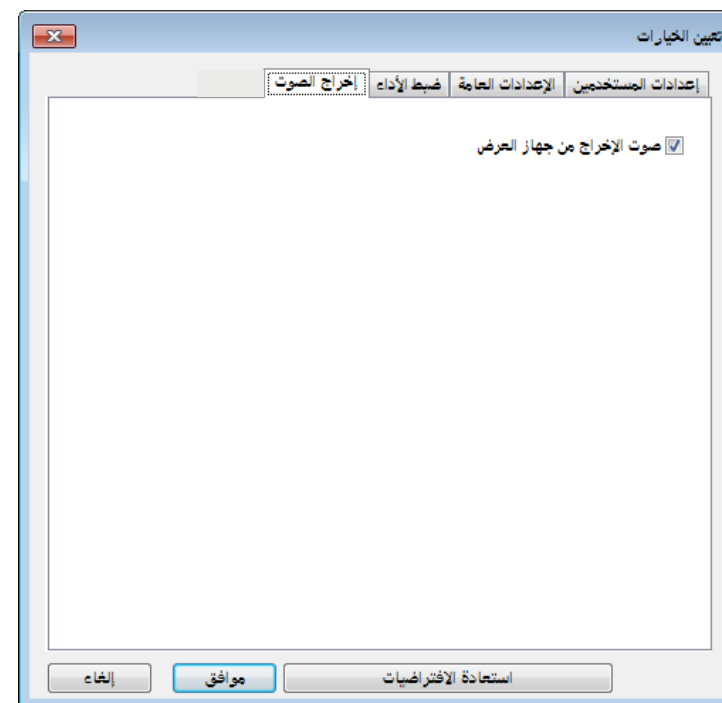 تعيين الخيارات
إعدادات المستخدمين الإعدادات العامة ضبط الأداء إخراج الصوت
صوت الإخراج من جهاز العرض
استعادة الافتراضيات موافق إلغاء